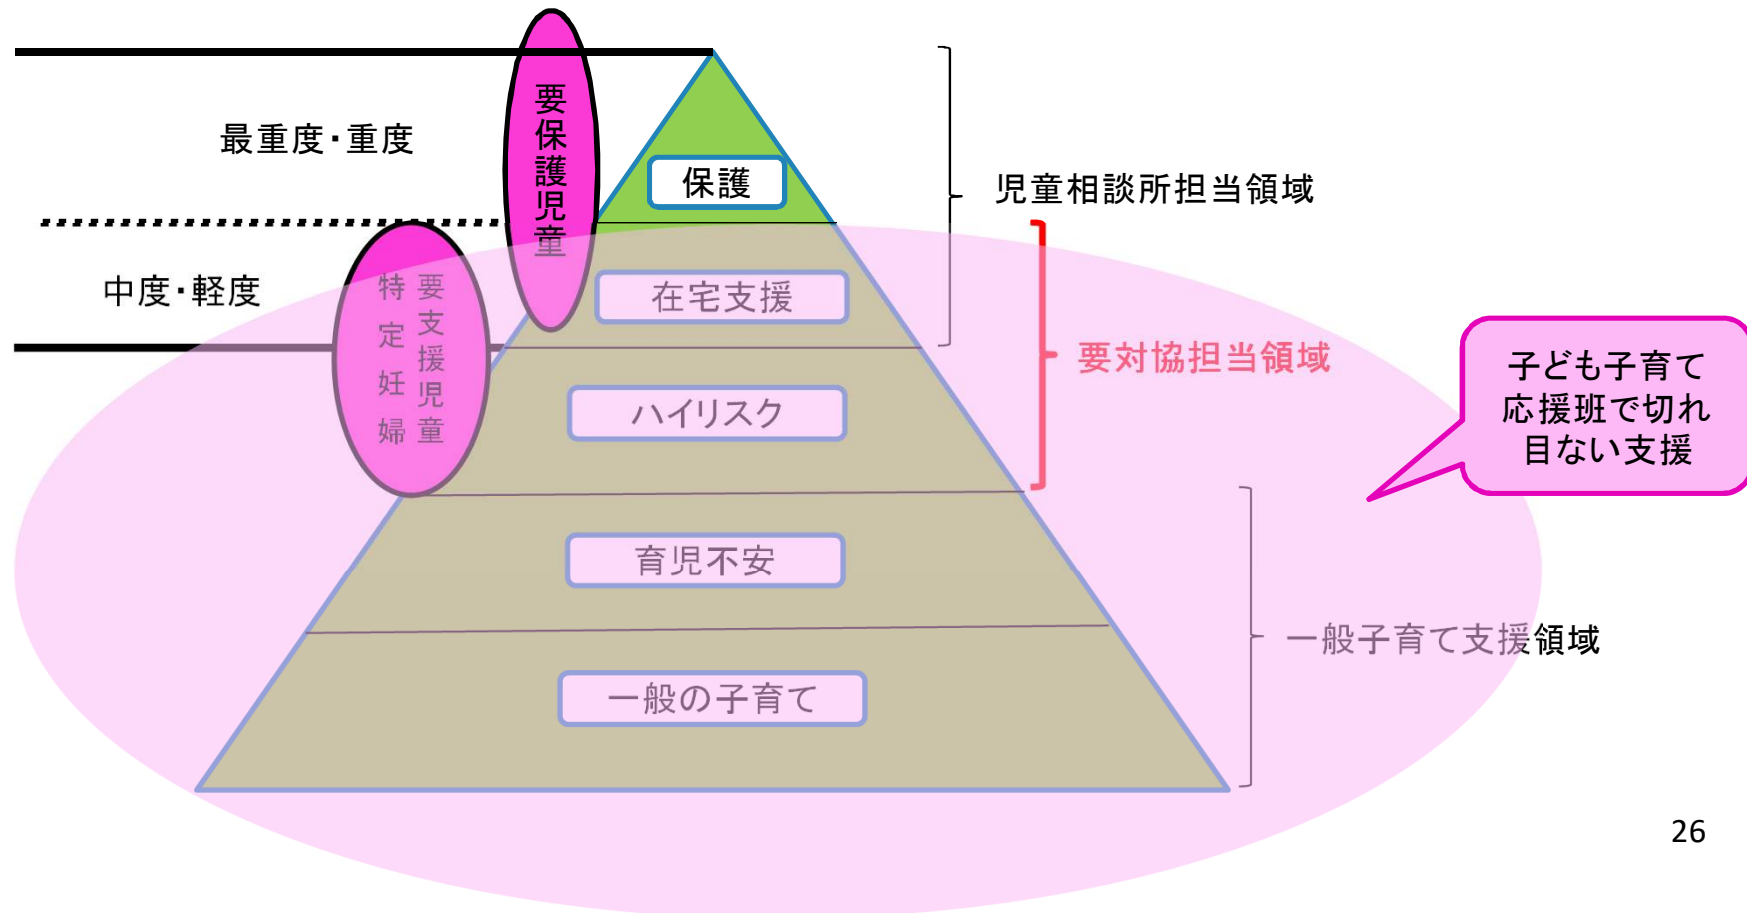 要保護児童
最重度・重度
保護
児童相談所担当領域
中度・軽度
要支援児童
特定妊婦
在宅支援
要対協担当領域
子ども子育て
応援班で切れ
目ない支援
ハイリスク
育児不安
一般子育て支援領域
一般の子育て
26